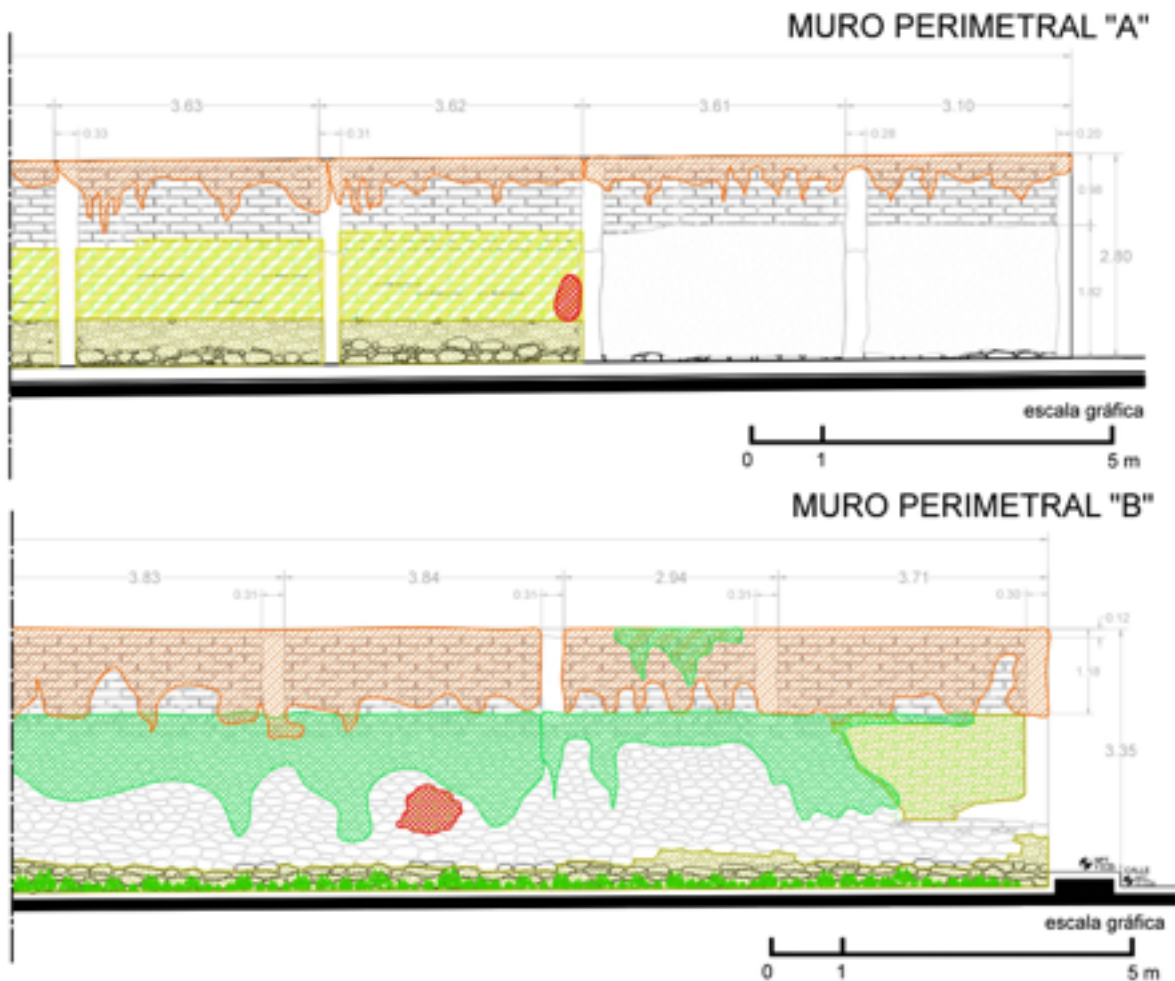 MURO PERIMETRAL "A"
3.63 3.62 3.61 3.10
0.33 0.31 0.28 0.20
0.98
2.80
1.82
escala gráfica
0 1 5 m
MURO PERIMETRAL "B"
3.83 3.84 2.94 3.71
0.31 0.31 0.31 0.30
0.12
1.18
3.35
CALLE
escala gráfica
0 1 5 m